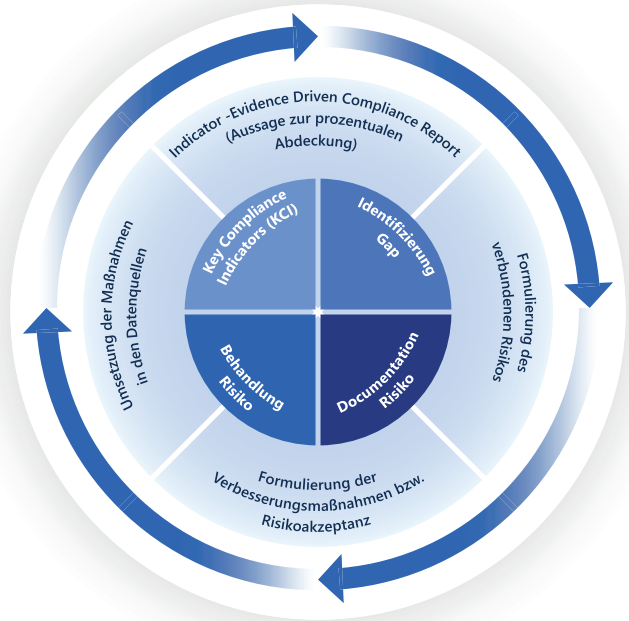 Indicator -Evidence Driven Compliance Report
(Aussage zur prozentualen
Abdeckung)
Key Compliance
Indicators (KCI)
Identifizierung
Gap
Umsetzung der Maßnahmen
in den Datenquellen
Formulierung des
verbundenen Risikos
Behandlung
Risiko
Documentation
Risiko
Formulierung der
Verbesserungsmaßnahmen bzw.
Risikoakzeptanz